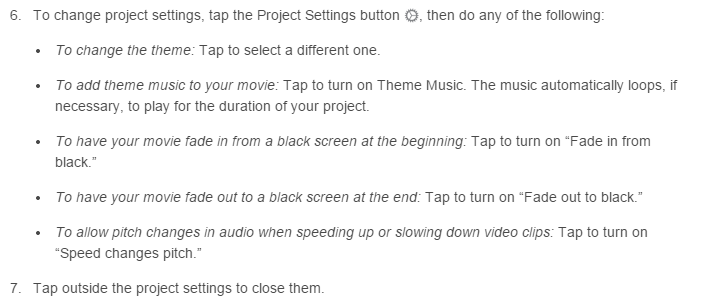 6. To change project settings, tap the Project Settings button , then do any of the following:
• To change the theme: Tap to select a different one.
• To add theme music to your movie: Tap to turn on Theme Music. The music automatically loops, if
necessary, to play for the duration of your project.
• To have your movie fade in from a black screen at the beginning: Tap to turn on “Fade in from
black.”
• To have your movie fade out to a black screen at the end: Tap to turn on “Fade out to black.”
• To allow pitch changes in audio when speeding up or slowing down video clips: Tap to turn on
“Speed changes pitch.”
7. Tap outside the project settings to close them.